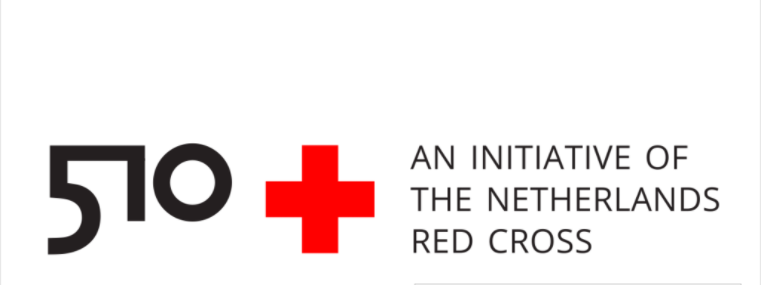 510
AN INITIATIVE OF
THE NETHERLANDS
RED CROSS